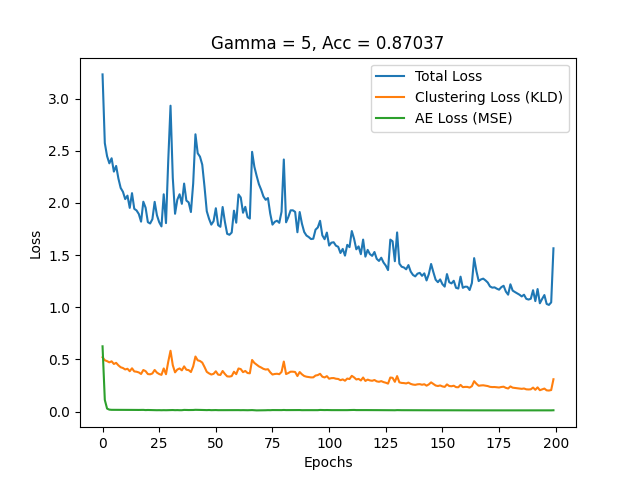 Gamma = 5, Acc = 0.87037
Total Loss
Clustering Loss (KLD)
AE Loss (MSE)
3.0
2.5
2.0
1.5
1.0
0.5
0.0
Loss
0 25 50 75 100 125 150 175 200
Epochs